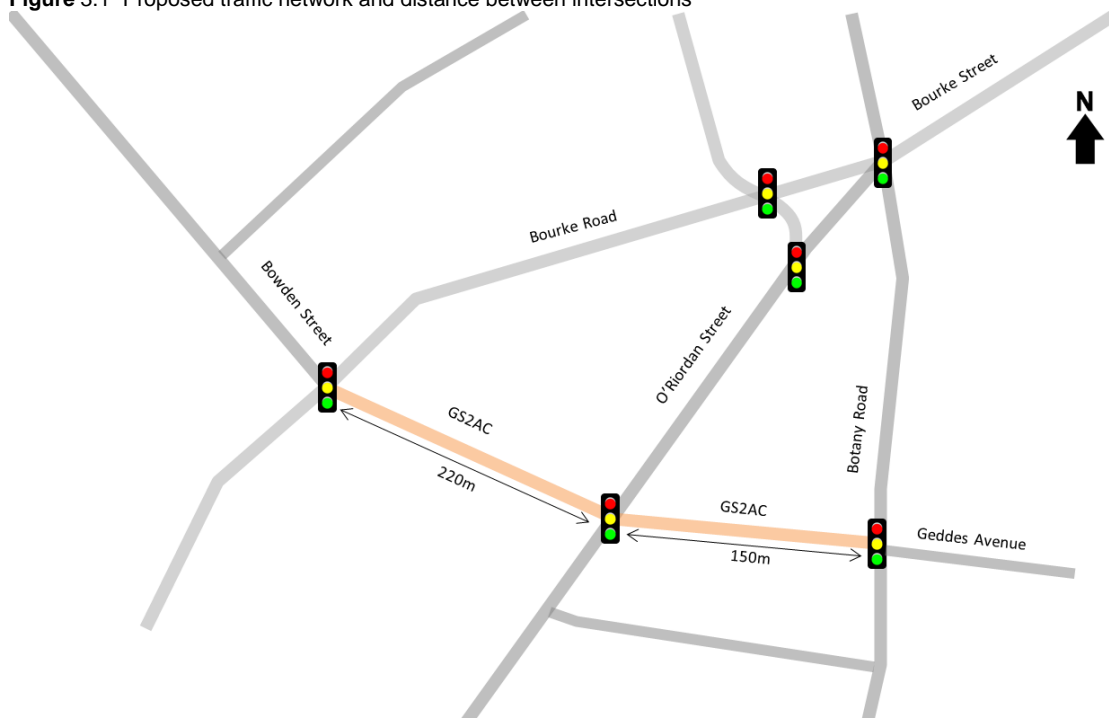 Figure 3.1 Proposed traffic network and distance between intersections
Bourke Street
N
Bourke Road
Bowden Street
O'Riordan Street
GS2AC
220m
Botany Road
GS2AC
150m
Geddes Avenue